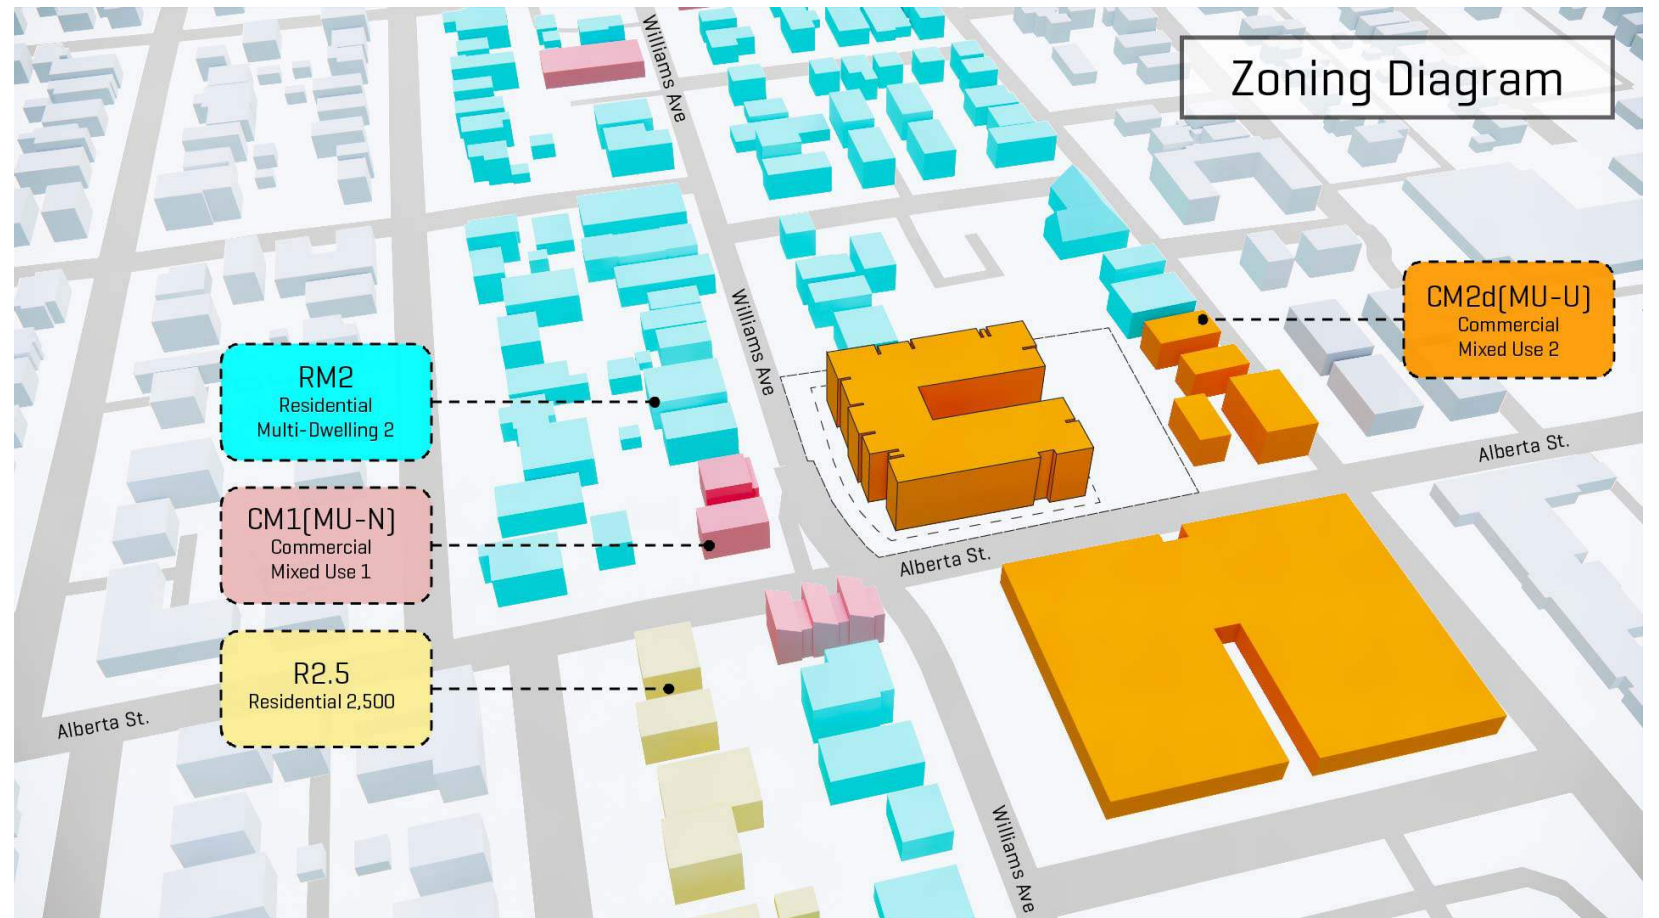 Zoning Diagram
Williams Ave
CM2d(MU-U)
Commercial
Mixed Use 2
Williams Ave
RM2
Residential
Multi-Dwelling 2
Alberta St.
CM1(MU-N)
Commercial
Mixed Use 1
Alberta St.
R2.5
Residential 2,500
Alberta St.
Williams Ave